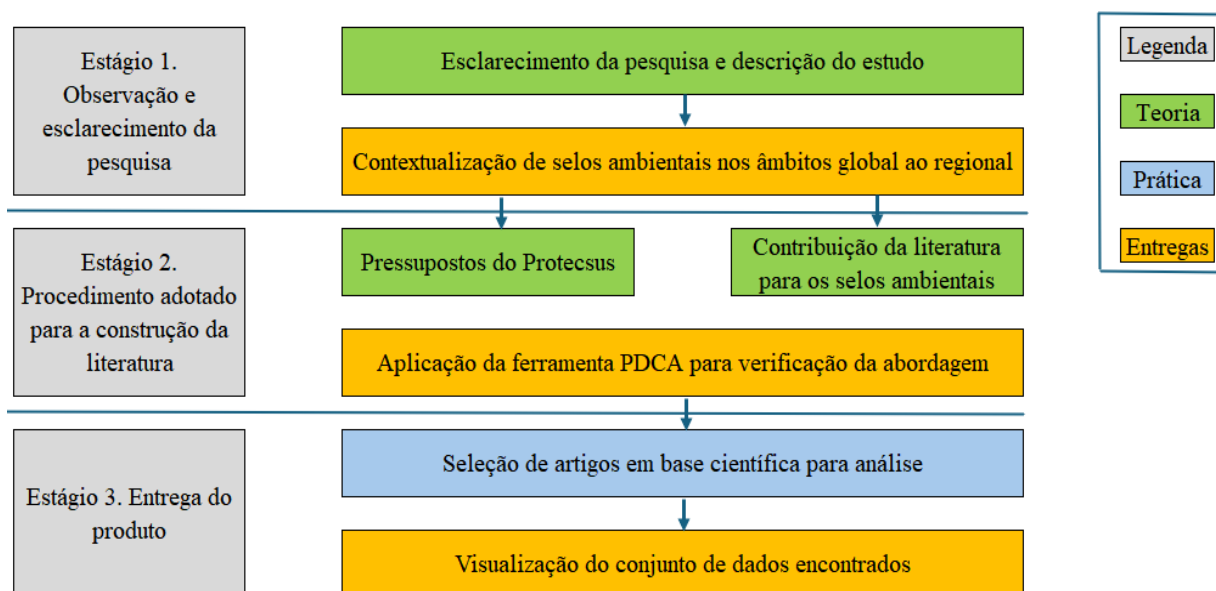 Estágio 1.
Observação e
esclarecimento da
pesquisa
Esclarecimento da pesquisa e descrição do estudo
Contextualização de selos ambientais nos âmbitos global ao regional
Estágio 2.
Procedimento adotado
para a construção da
literatura
Pressupostos do Protecsus
Contribuição da literatura
para os selos ambientais
Aplicação da ferramenta PDCA para verificação da abordagem
Estágio 3. Entrega do
produto
Seleção de artigos em base científica para análise
Visualização do conjunto de dados encontrados
Legenda
Teoria
Prática
Entregas